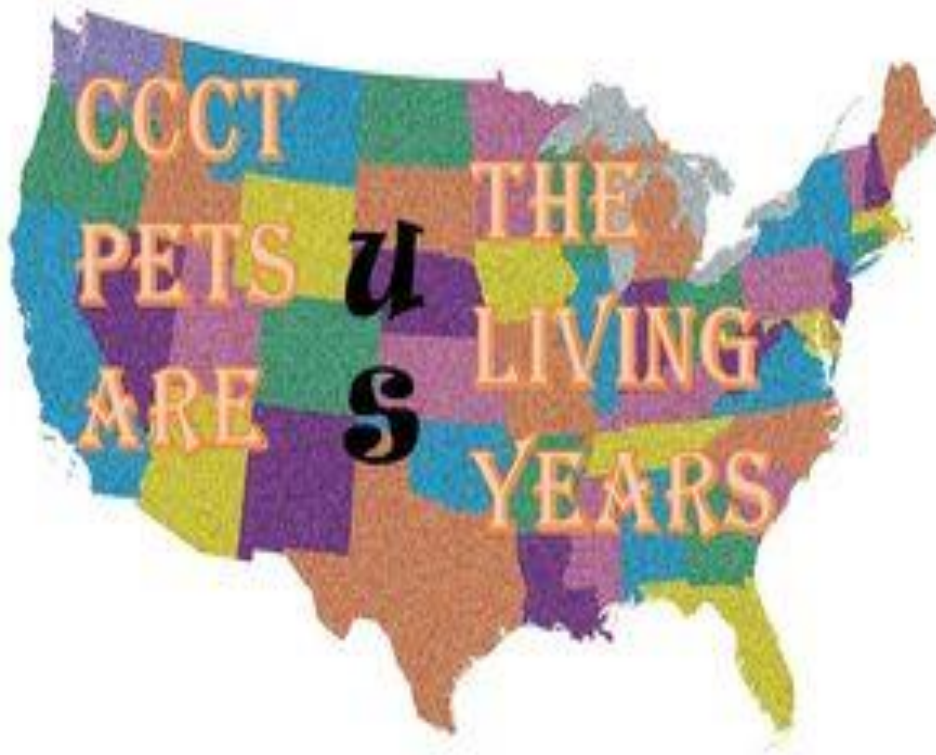 CCCT
PETS
ARE
u
s
THE
LIVING
YEARS